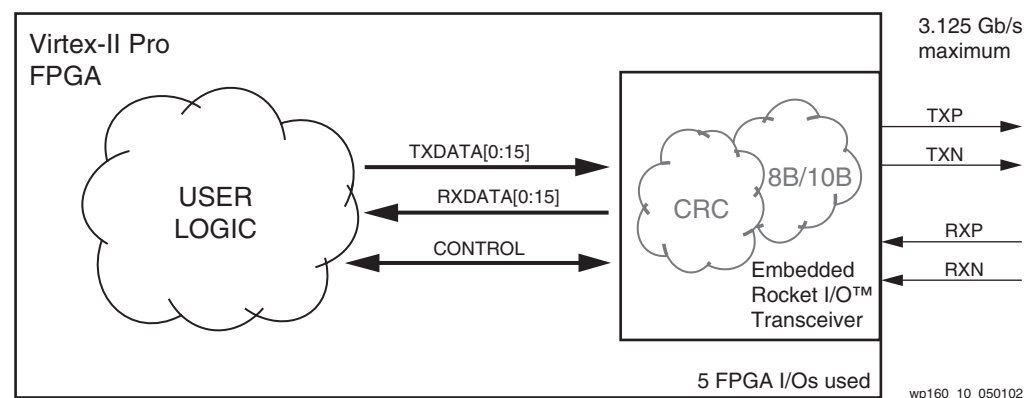 Virtex-II Pro
FPGA
3.125 Gb/s
maximum
TXDATA[0:15]
RXDATA[0:15]
CONTROL
USER
LOGIC
CRC
8B/10B
Embedded
Rocket I/O™
Transceiver
TXP
TXN
RXP
RXN
5 FPGA I/Os used
wp160_10_050102